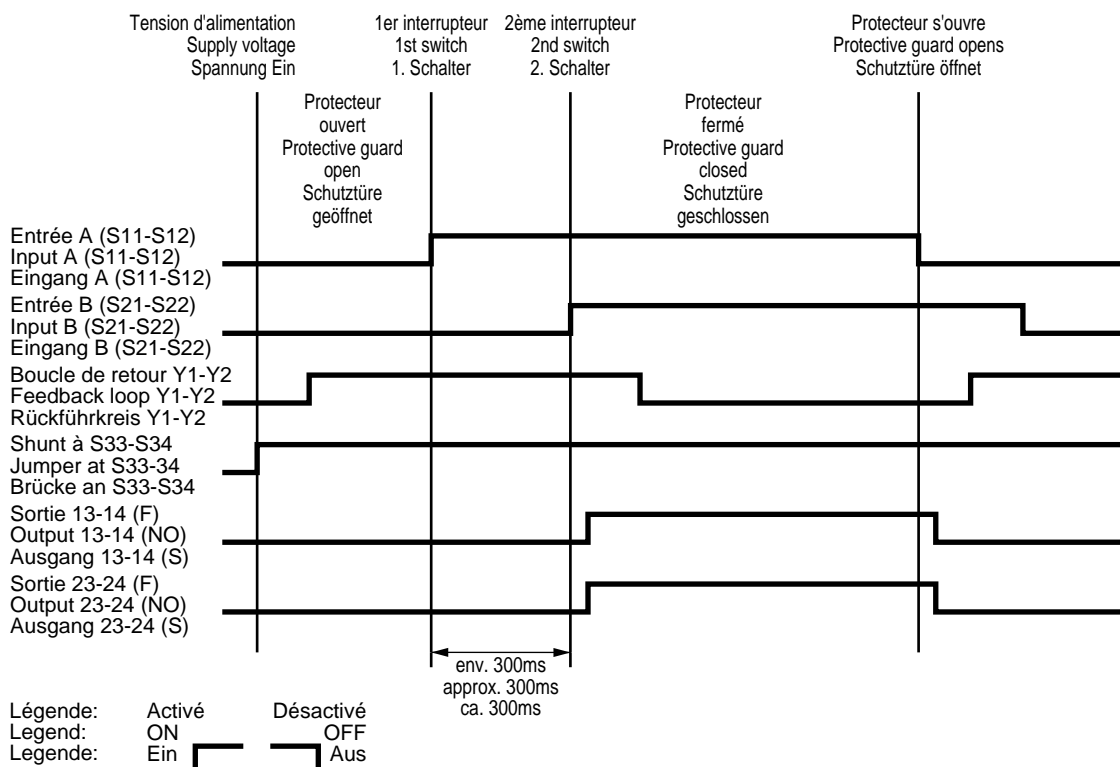 Tension d'alimentation
Supply voltage
Spannung Ein
1er interrupteur
1st switch
1. Schalter
2ème interrupteur
2nd switch
2. Schalter
Protecteur s'ouvre
Protective guard opens
Schutztüre öffnet
Protecteur
ouvert
Protective guard
open
Schutztüre
geöffnet
Protecteur
fermé
Protective guard
closed
Schutztüre
geschlossen
Entrée A (S11-S12)
Input A (S11-S12)
Eingang A (S11-S12)
Entrée B (S21-S22)
Input B (S21-S22)
Eingang B (S21-S22)
Boucle de retour Y1-Y2
Feedback loop Y1-Y2
Rückführkreis Y1-Y2
Shunt à S33-S34
Jumper at S33-34
Brücke an S33-S34
Sortie 13-14 (F)
Output 13-14 (NO)
Ausgang 13-14 (S)
Sortie 23-24 (F)
Output 23-24 (NO)
Ausgang 23-24 (S)
env. 300ms
approx. 300ms
ca. 300ms
Légende: Activé Désactivé
Legend: ON OFF
Legende: Ein Aus